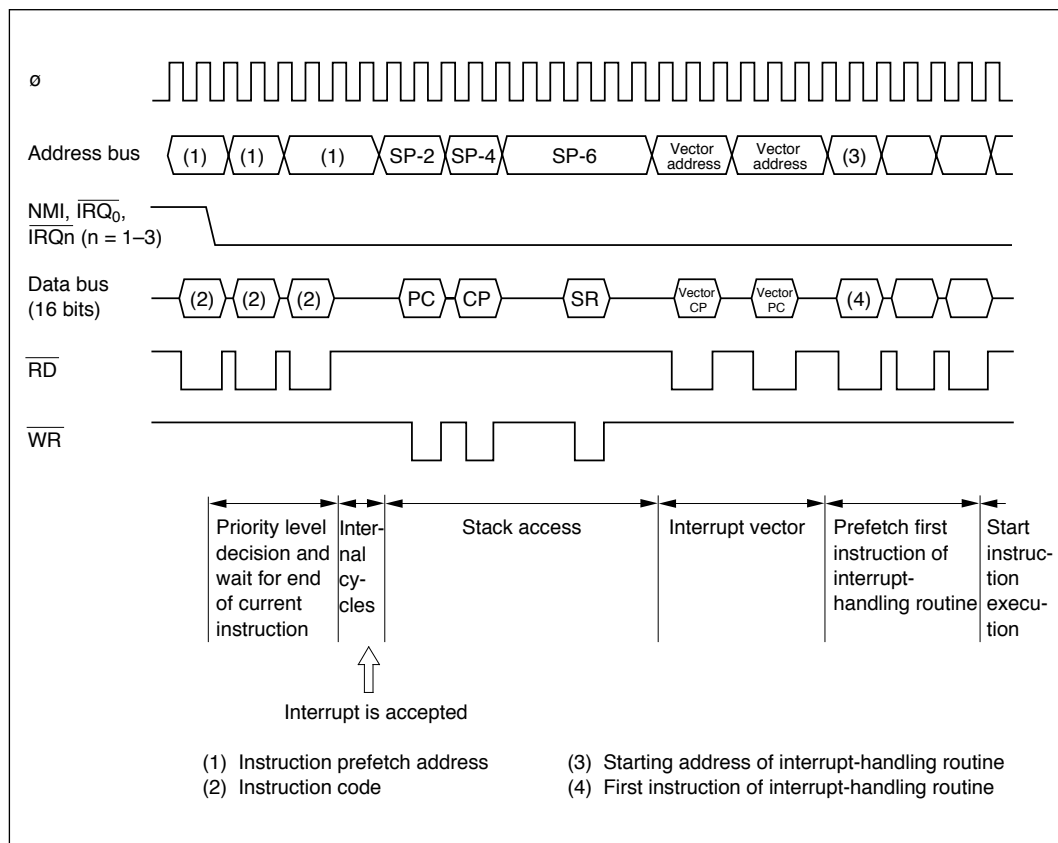 ø
Address bus
(1) (1) (1) SP-2 SP-4 SP-6 Vector address Vector address (3)
NMI, IRQ0,
IRQn (n = 1–3)
Data bus
(16 bits)
(2) (2) (2) PC CP SR Vector CP Vector PC (4)
RD
WR
Priority level
decision and
wait for end
of current
instruction
Inter-
nal
cy-
cles
Stack access
Interrupt vector
Prefetch first
instruction of
interrupt-
handling routine
Start
instruc-
tion
execu-
tion
Interrupt is accepted
(1) Instruction prefetch address
(2) Instruction code
(3) Starting address of interrupt-handling routine
(4) First instruction of interrupt-handling routine